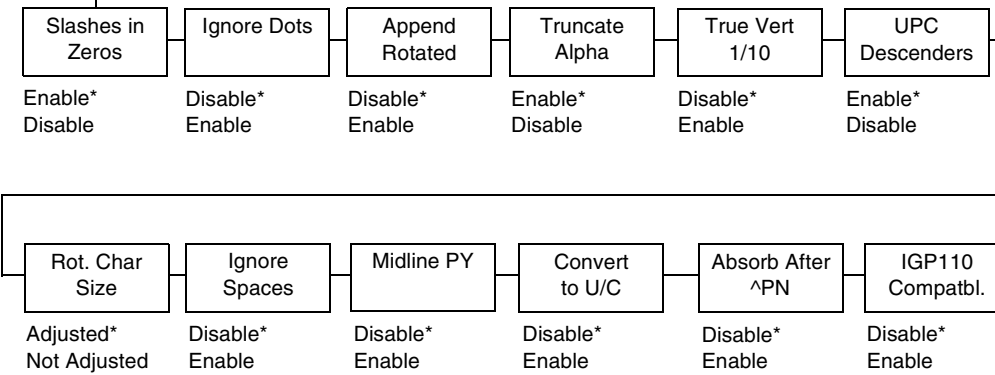 Slashes in
Zeros
Ignore Dots
Append
Rotated
Truncate
Alpha
True Vert
1/10
UPC
Descenders
Enable*
Disable
Disable*
Enable
Disable*
Enable
Enable*
Disable
Disable*
Enable
Enable*
Disable
Rot. Char
Size
Ignore
Spaces
Midline PY
Convert
to U/C
Absorb After
^PN
IGP110
Compatbl.
Adjusted*
Not Adjusted
Disable*
Enable
Disable*
Enable
Disable*
Enable
Disable*
Enable
Disable*
Enable